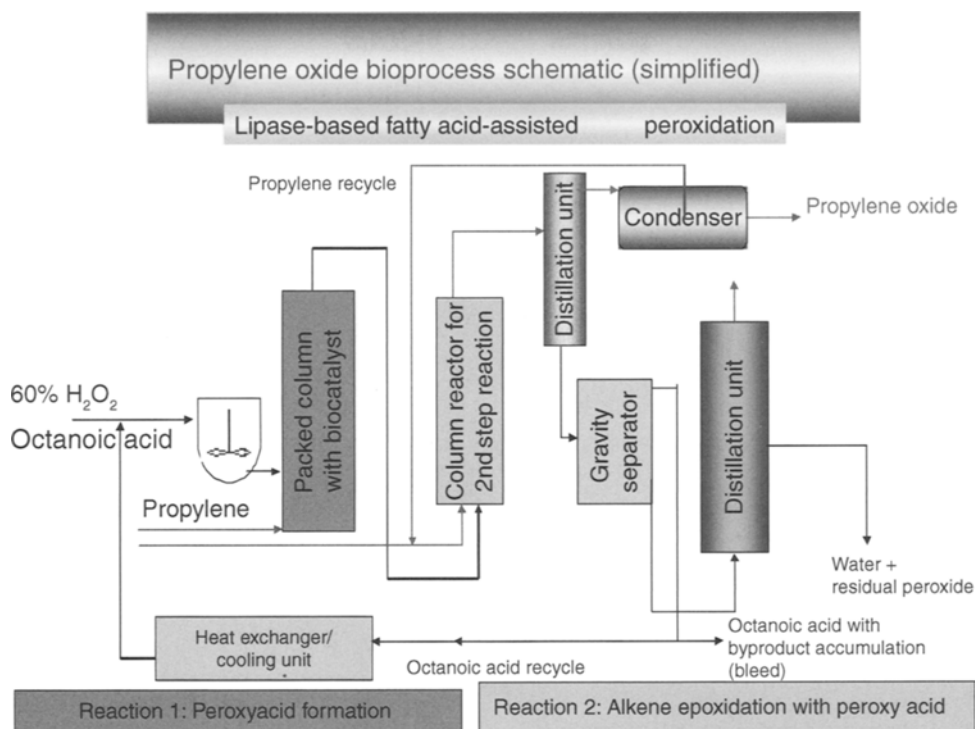 Propylene oxide bioprocess schematic (simplified)
Lipase-based fatty acid-assisted peroxidation
Propylene recycle
Distillation unit
Condenser
Propylene oxide
60% H₂O₂
Octanoic acid
Packed column
with biocatalyst
Column reactor for
2nd step reaction
Gravity
separator
Distillation unit
Propylene
Water +
residual peroxide
Heat exchanger/
cooling unit
Octanoic acid recycle
Octanoic acid with
byproduct accumulation
(bleed)
Reaction 1: Peroxyacid formation
Reaction 2: Alkene epoxidation with peroxy acid